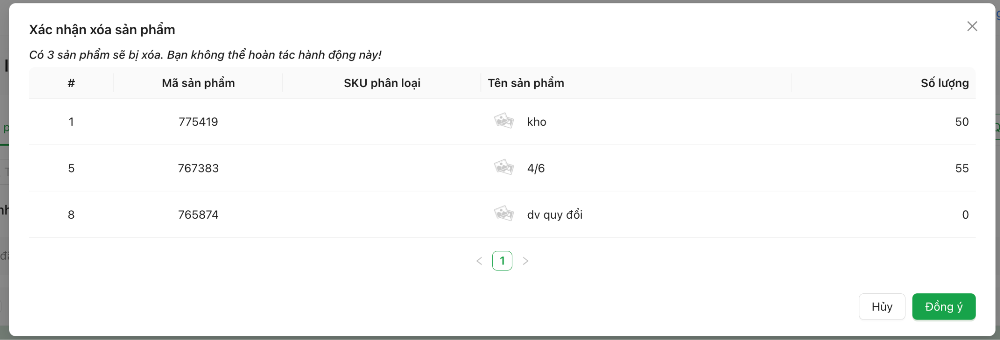 Xác nhận xóa sản phẩm
Có 3 sản phẩm sẽ bị xóa. Bạn không thể hoàn tác hành động này!
# Mã sản phẩm SKU phân loại Tên sản phẩm Số lượng
1 775419 kho 50
5 767383 4/6 55
8 765874 dv quy đổi 0
< 1 >
Hủy Đồng ý